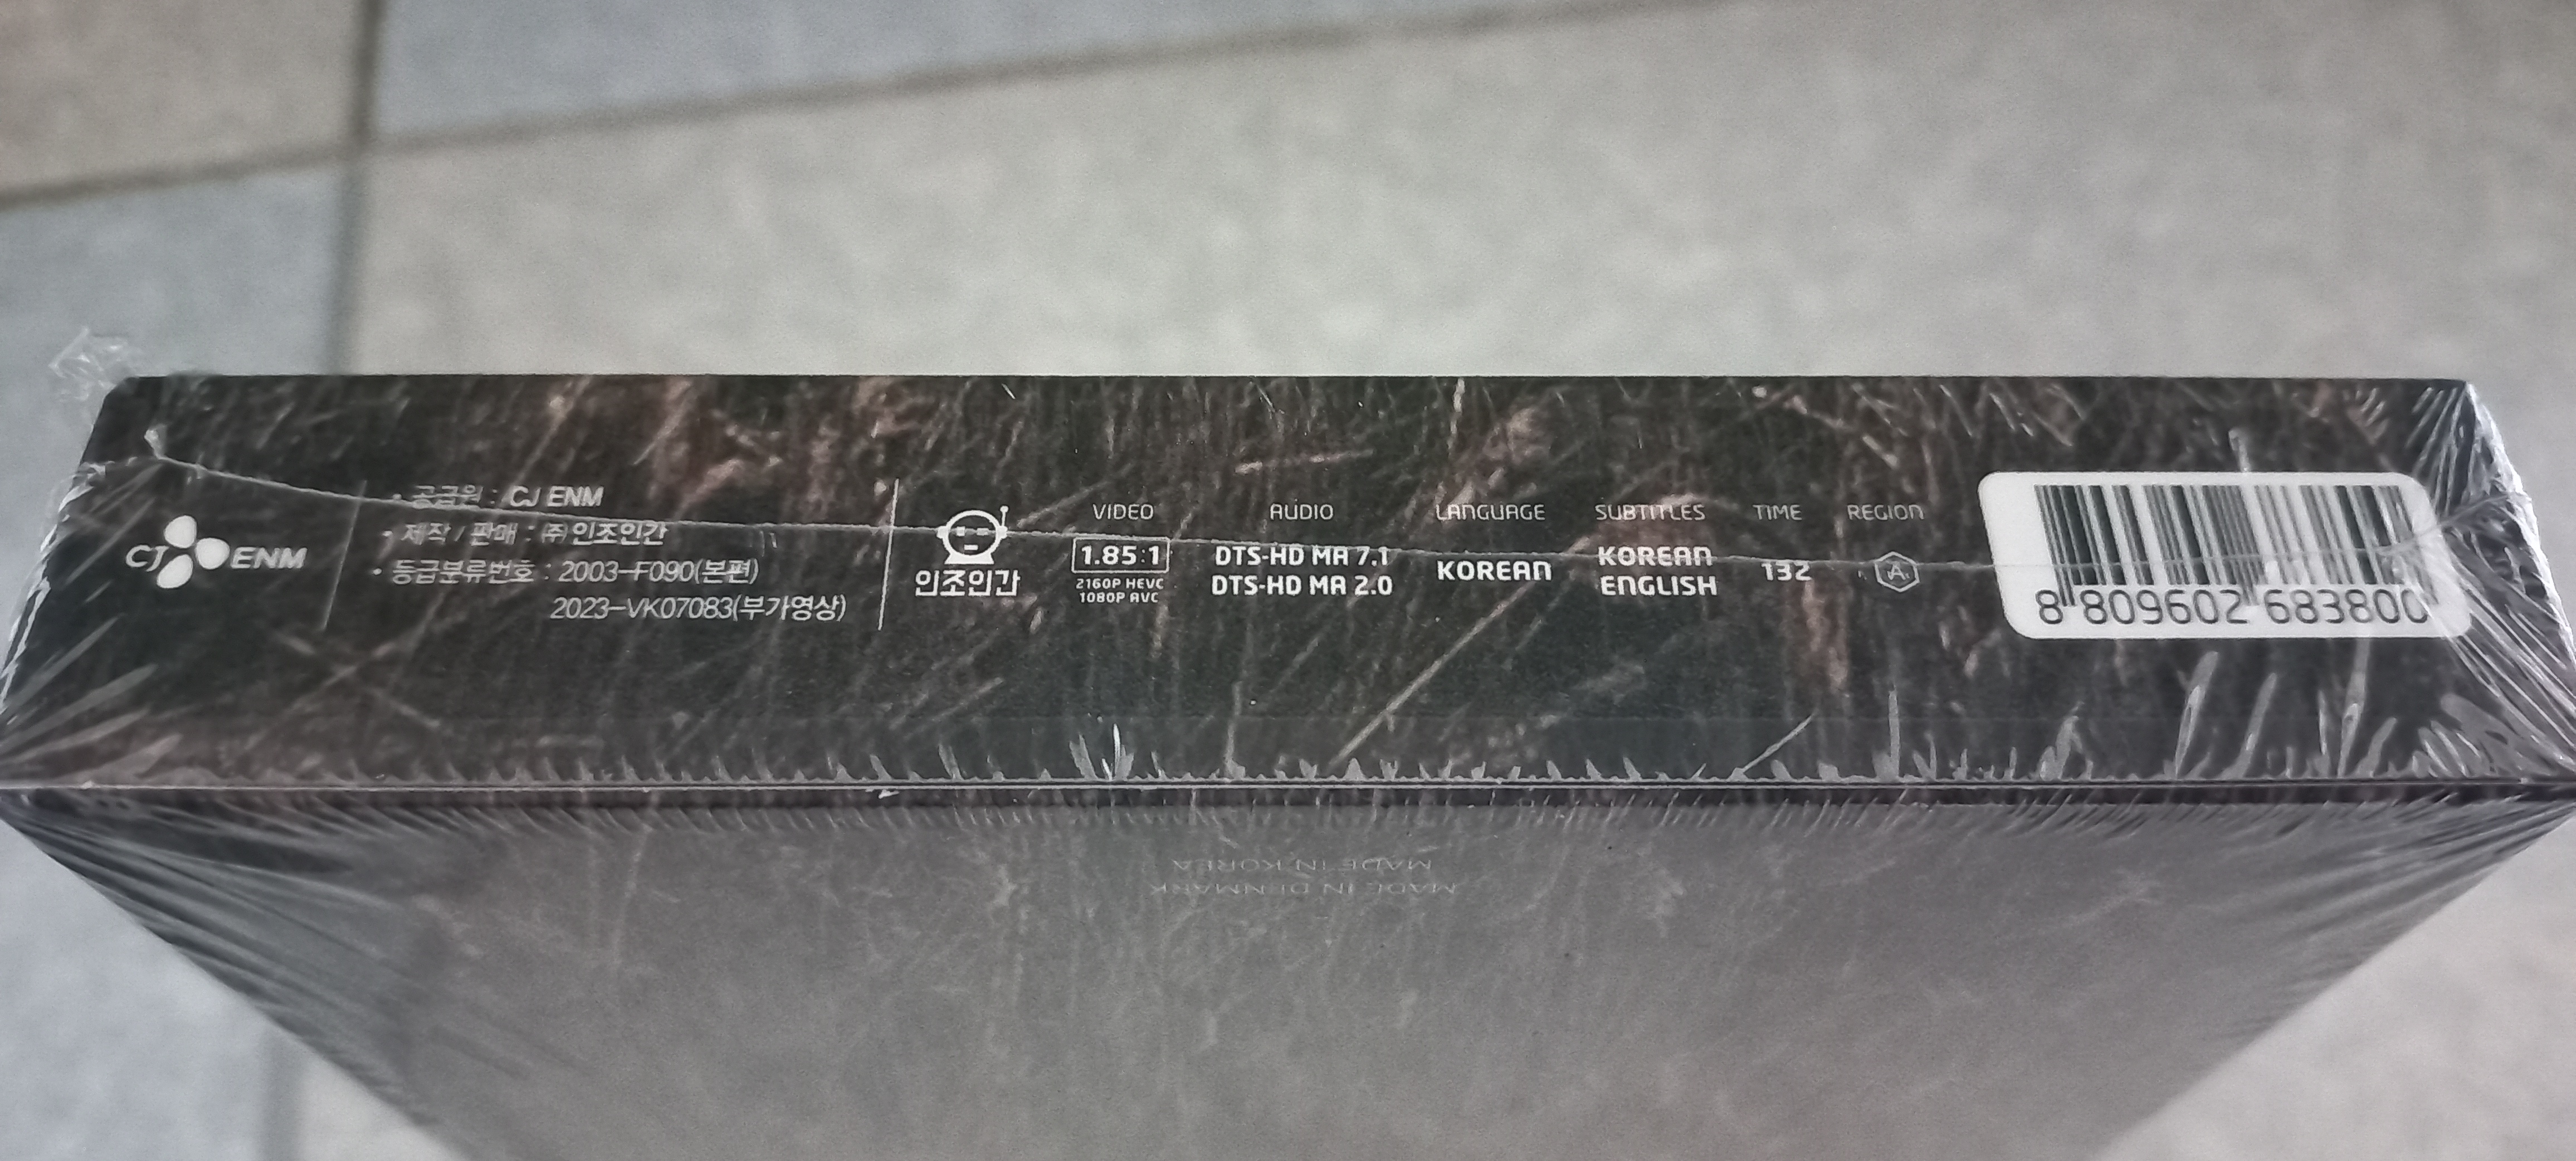 CJ ENM
• 공급원 : CJ ENM
• 제작 / 판매 : ㈜인조인간
• 등급분류번호 : 2003-F090(본편)
2023-VK07083(부가영상)
인조인간
VIDEO
1.85:1
2160P HEVC
1080P AVC
AUDIO
DTS-HD MA 7.1
DTS-HD MA 2.0
LANGUAGE
KOREAN
SUBTITLES
KOREAN
ENGLISH
TIME
132
REGION
A
8 809602 683800
MADE IN KOREA
MADE IN DENMARK